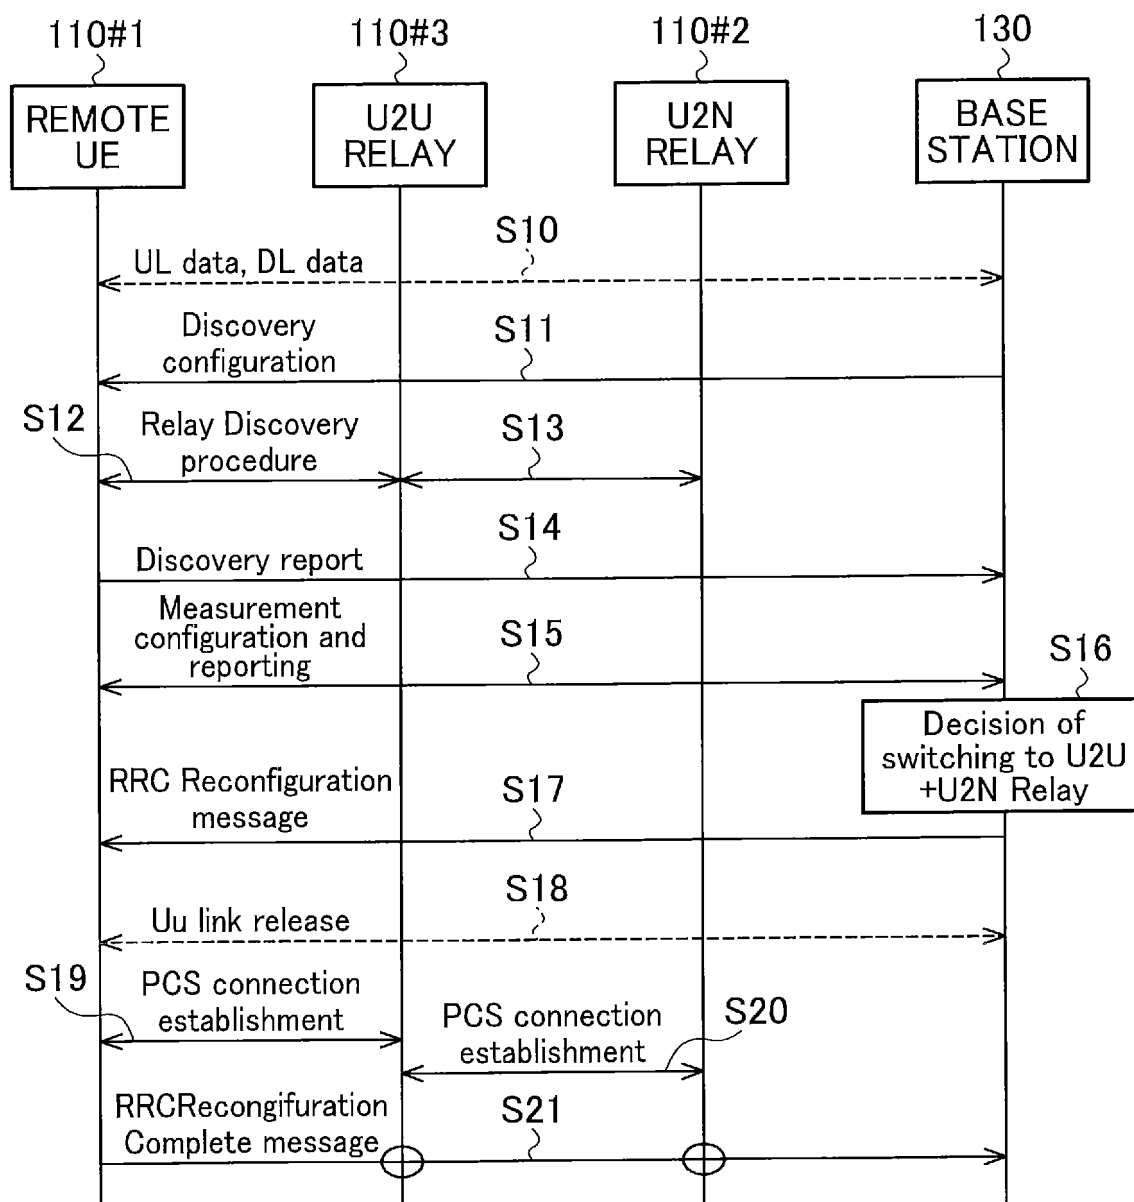 110#1
110#3
110#2
130
REMOTE
UE
U2U
RELAY
U2N
RELAY
BASE
STATION
S10
UL data, DL data
Discovery
configuration
S11
S12
Relay Discovery
procedure
S13
S14
Discovery report
Measurement
configuration and
reporting
S15
S16
Decision of
switching to U2U
+U2N Relay
RRC Reconfiguration
message
S17
S18
Uu link release
S19
PCS connection
establishment
PCS connection
establishment
S20
RRCRecongifuration
Complete message
S21